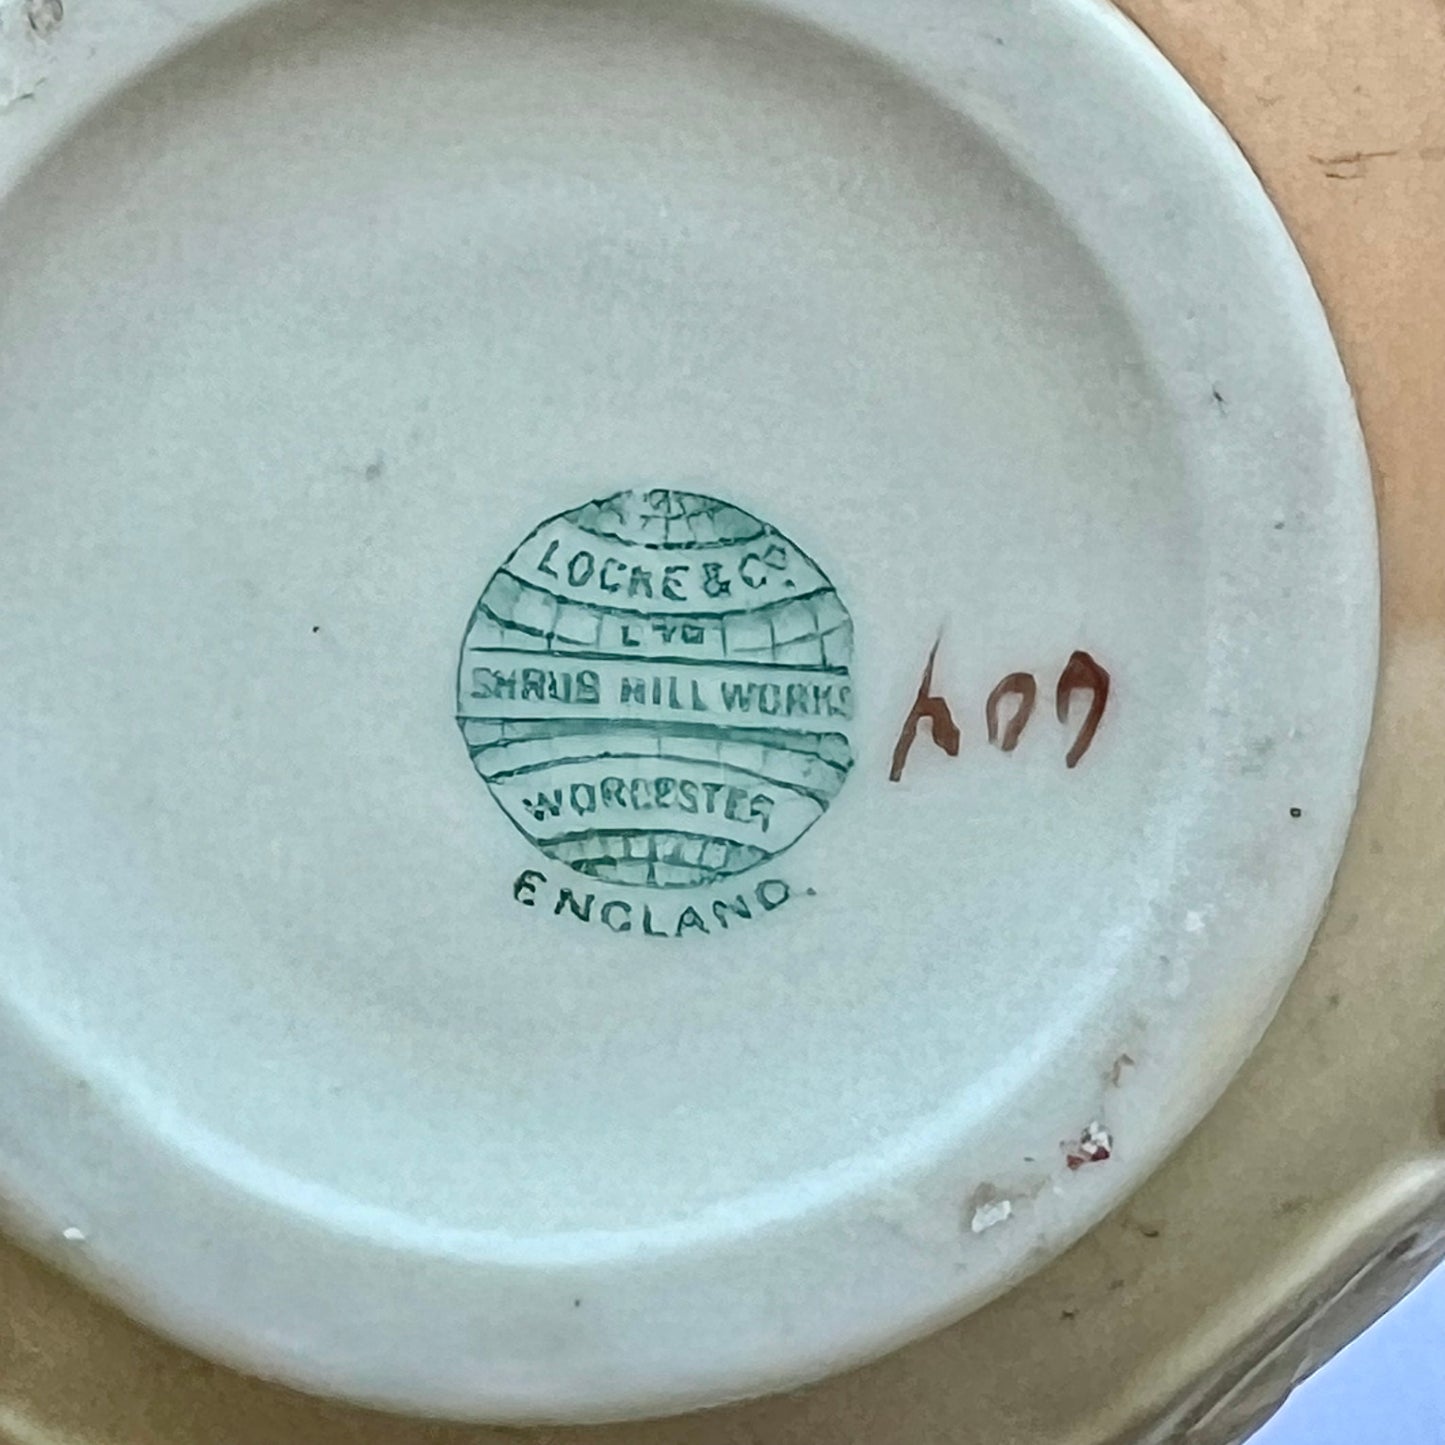 LOCKE & Co.
LTD
SHRUB HILL WORKS
WORCESTER
ENGLAND.